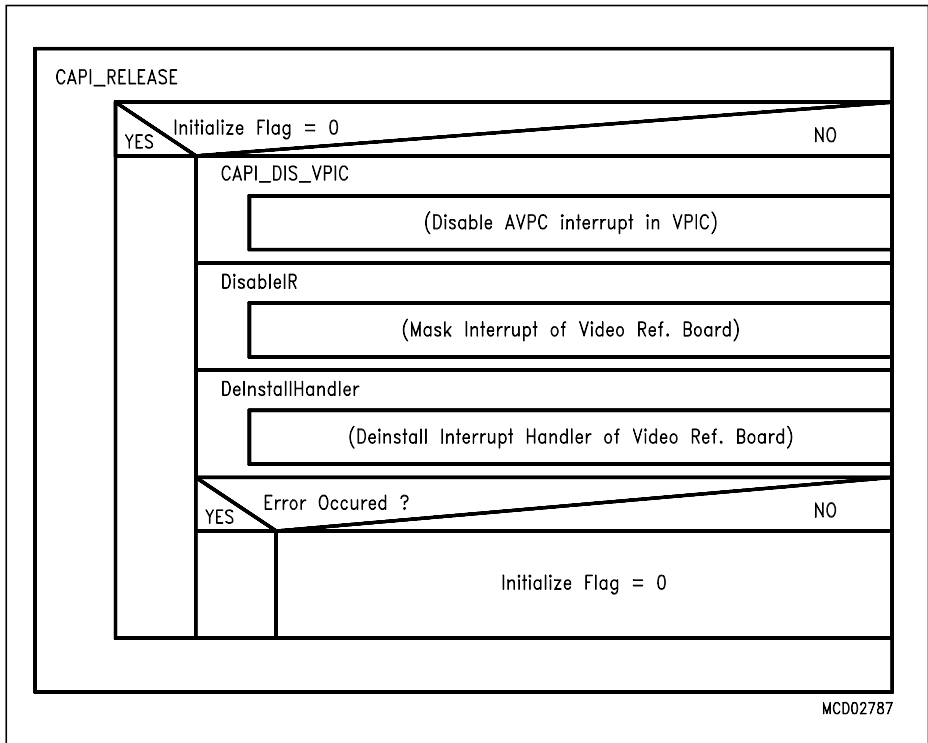 CAPI_RELEASE
Initialize Flag = 0
YES
NO
CAPI_DIS_VPIC
(Disable AVPC interrupt in VPIC)
DisableIR
(Mask Interrupt of Video Ref. Board)
DeInstallHandler
(Deinstall Interrupt Handler of Video Ref. Board)
Error Occured ?
YES
NO
Initialize Flag = 0
MCD02787